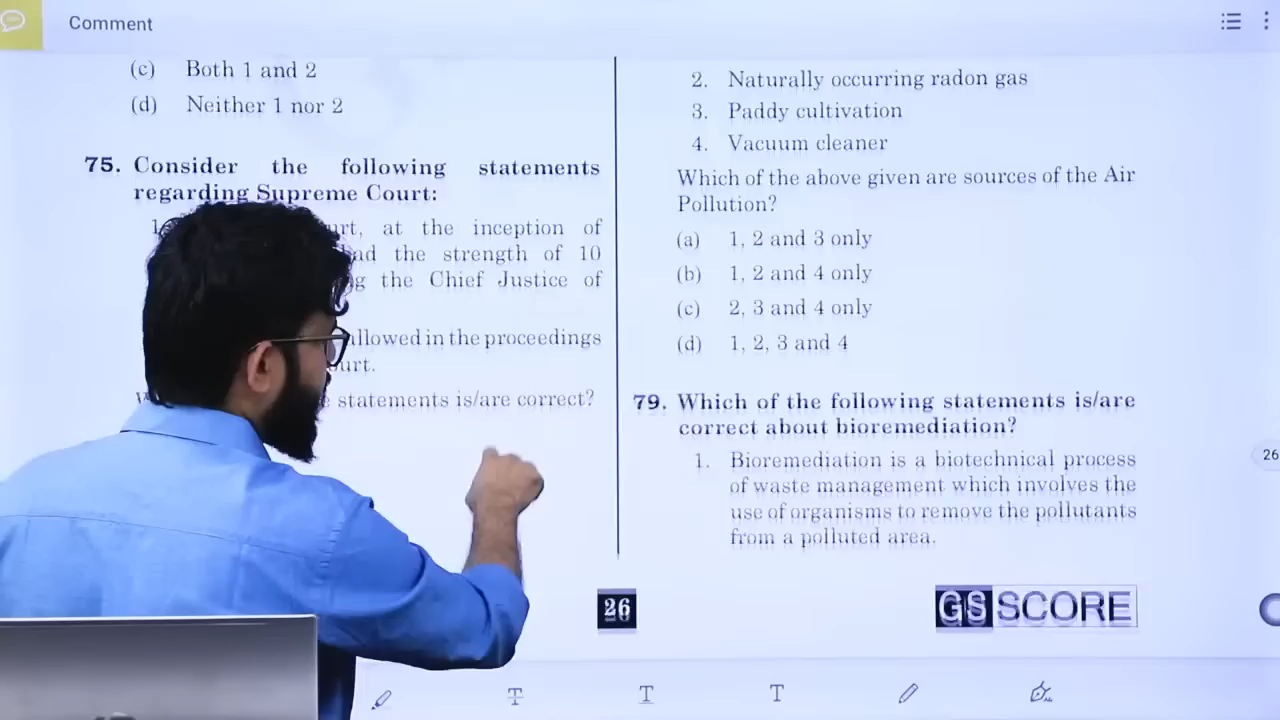 Comment
(c) Both 1 and 2
(d) Neither 1 nor 2
75. Consider the following statements
regarding Supreme Court:
1. at the inception of
had the strength of 10
the Chief Justice of
allowed in the proceedings
statements is/are correct?
2. Naturally occurring radon gas
3. Paddy cultivation
4. Vacuum cleaner
Which of the above given are sources of the Air
Pollution?
(a) 1, 2 and 3 only
(b) 1, 2 and 4 only
(c) 2, 3 and 4 only
(d) 1, 2, 3 and 4
79. Which of the following statements is/are
correct about bioremediation?
1. Bioremediation is a biotechnical process
of waste management which involves the
use of organisms to remove the pollutants
from a polluted area.
26
26
GS SCORE
T
T
T